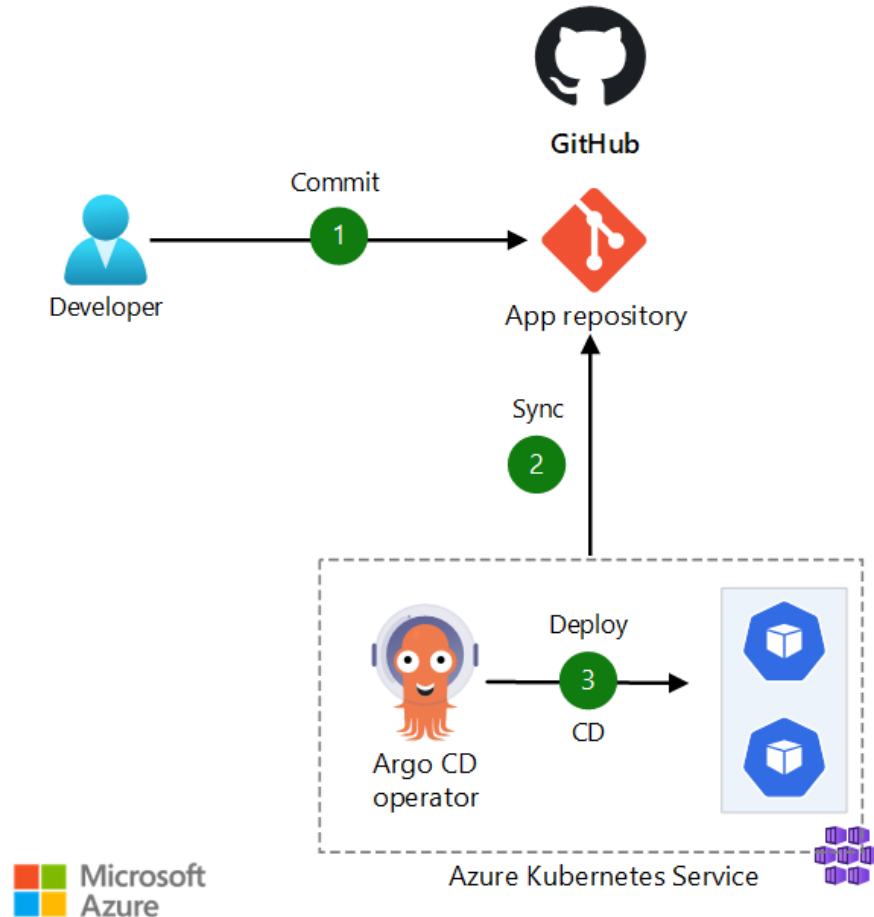 GitHub
Commit
1
Developer
App repository
Sync
2
Deploy
3
CD
Argo CD
operator
Azure Kubernetes Service
Microsoft
Azure